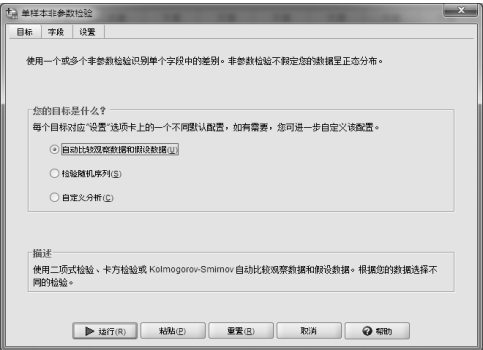 单样本非参数检验
目标 字段 设置
使用一个或多个非参数检验识别单个字段中的差别。非参数检验不假定您的数据呈正态分布。
您的目标是什么?
每个目标对应“设置”选项卡上的一个不同默认配置，如有需要，您可进一步自定义该配置。
自动比较观察数据和假设数据(U)
检验随机序列(S)
自定义分析(C)
描述
使用二项式检验、卡方检验或 Kolmogorov-Smirnov 自动比较观察数据和假设数据。根据您的数据选择不
同的检验。
运行(R) 粘贴(P) 重置(R) 取消 帮助